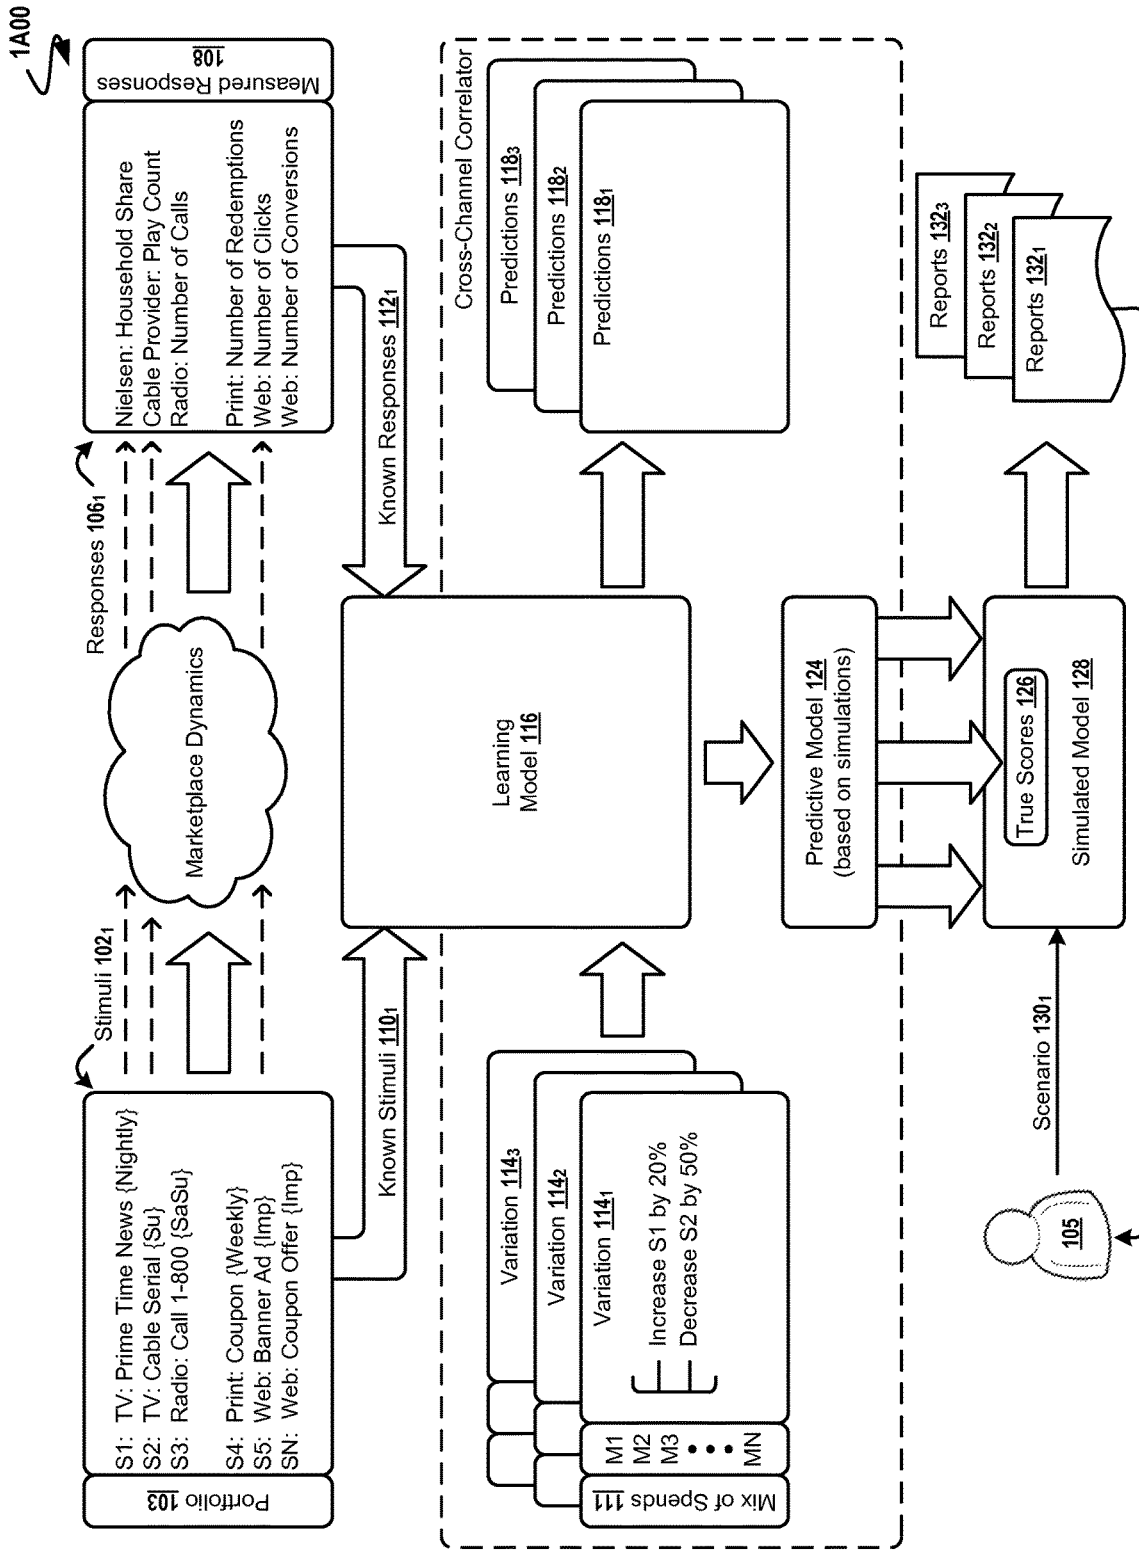 1A00
Portfolio 103
S1: TV: Prime Time News {Nightly}
S2: TV: Cable Serial {Su}
S3: Radio: Call 1-800 {SaSu}
S4: Print: Coupon {Weekly}
S5: Web: Banner Ad {Imp}
SN: Web: Coupon Offer {Imp}
Stimuli 102₁
Marketplace Dynamics
Responses 106₁
Nielsen: Household Share
Cable Provider: Play Count
Radio: Number of Calls
Print: Number of Redemptions
Web: Number of Clicks
Web: Number of Conversions
Measured Responses 108
Known Stimuli 110₁
Known Responses 112₁
Cross-Channel Correlator
Mix of Spends 111
M1
M2
M3
MN
Variation 114₃
Variation 114₂
Variation 114₁
Increase S1 by 20%
Decrease S2 by 50%
Learning
Model 116
Predictions 118₃
Predictions 118₂
Predictions 118₁
Predictive Model 124
(based on simulations)
True Scores 126
Simulated Model 128
105
Scenario 130₁
Reports 132₃
Reports 132₂
Reports 132₁